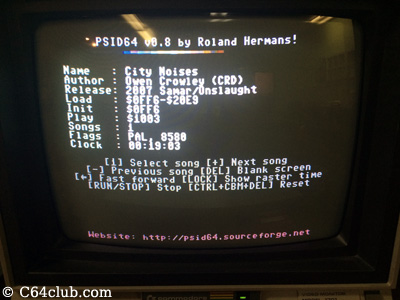 PSID64 v0.8 by Roland Hermans!
Name : City Noises
Author : Owen Crowley (CRD)
Release: 2007 Samar/Onslaught
Load : $0FF6-$20E9
Init : $0FF6
Play : $1003
Songs : 1
Flags : PAL, 8580
Clock : 00:19:03
[1] Select song [+] Next song
[-] Previous song [DEL] Blank screen
[←] Fast forward [LOCK] Show raster time
[RUN/STOP] Stop [CTRL+CBM+DEL] Reset
Website: http://psid64.sourceforge.net
commodore
© C64club.com